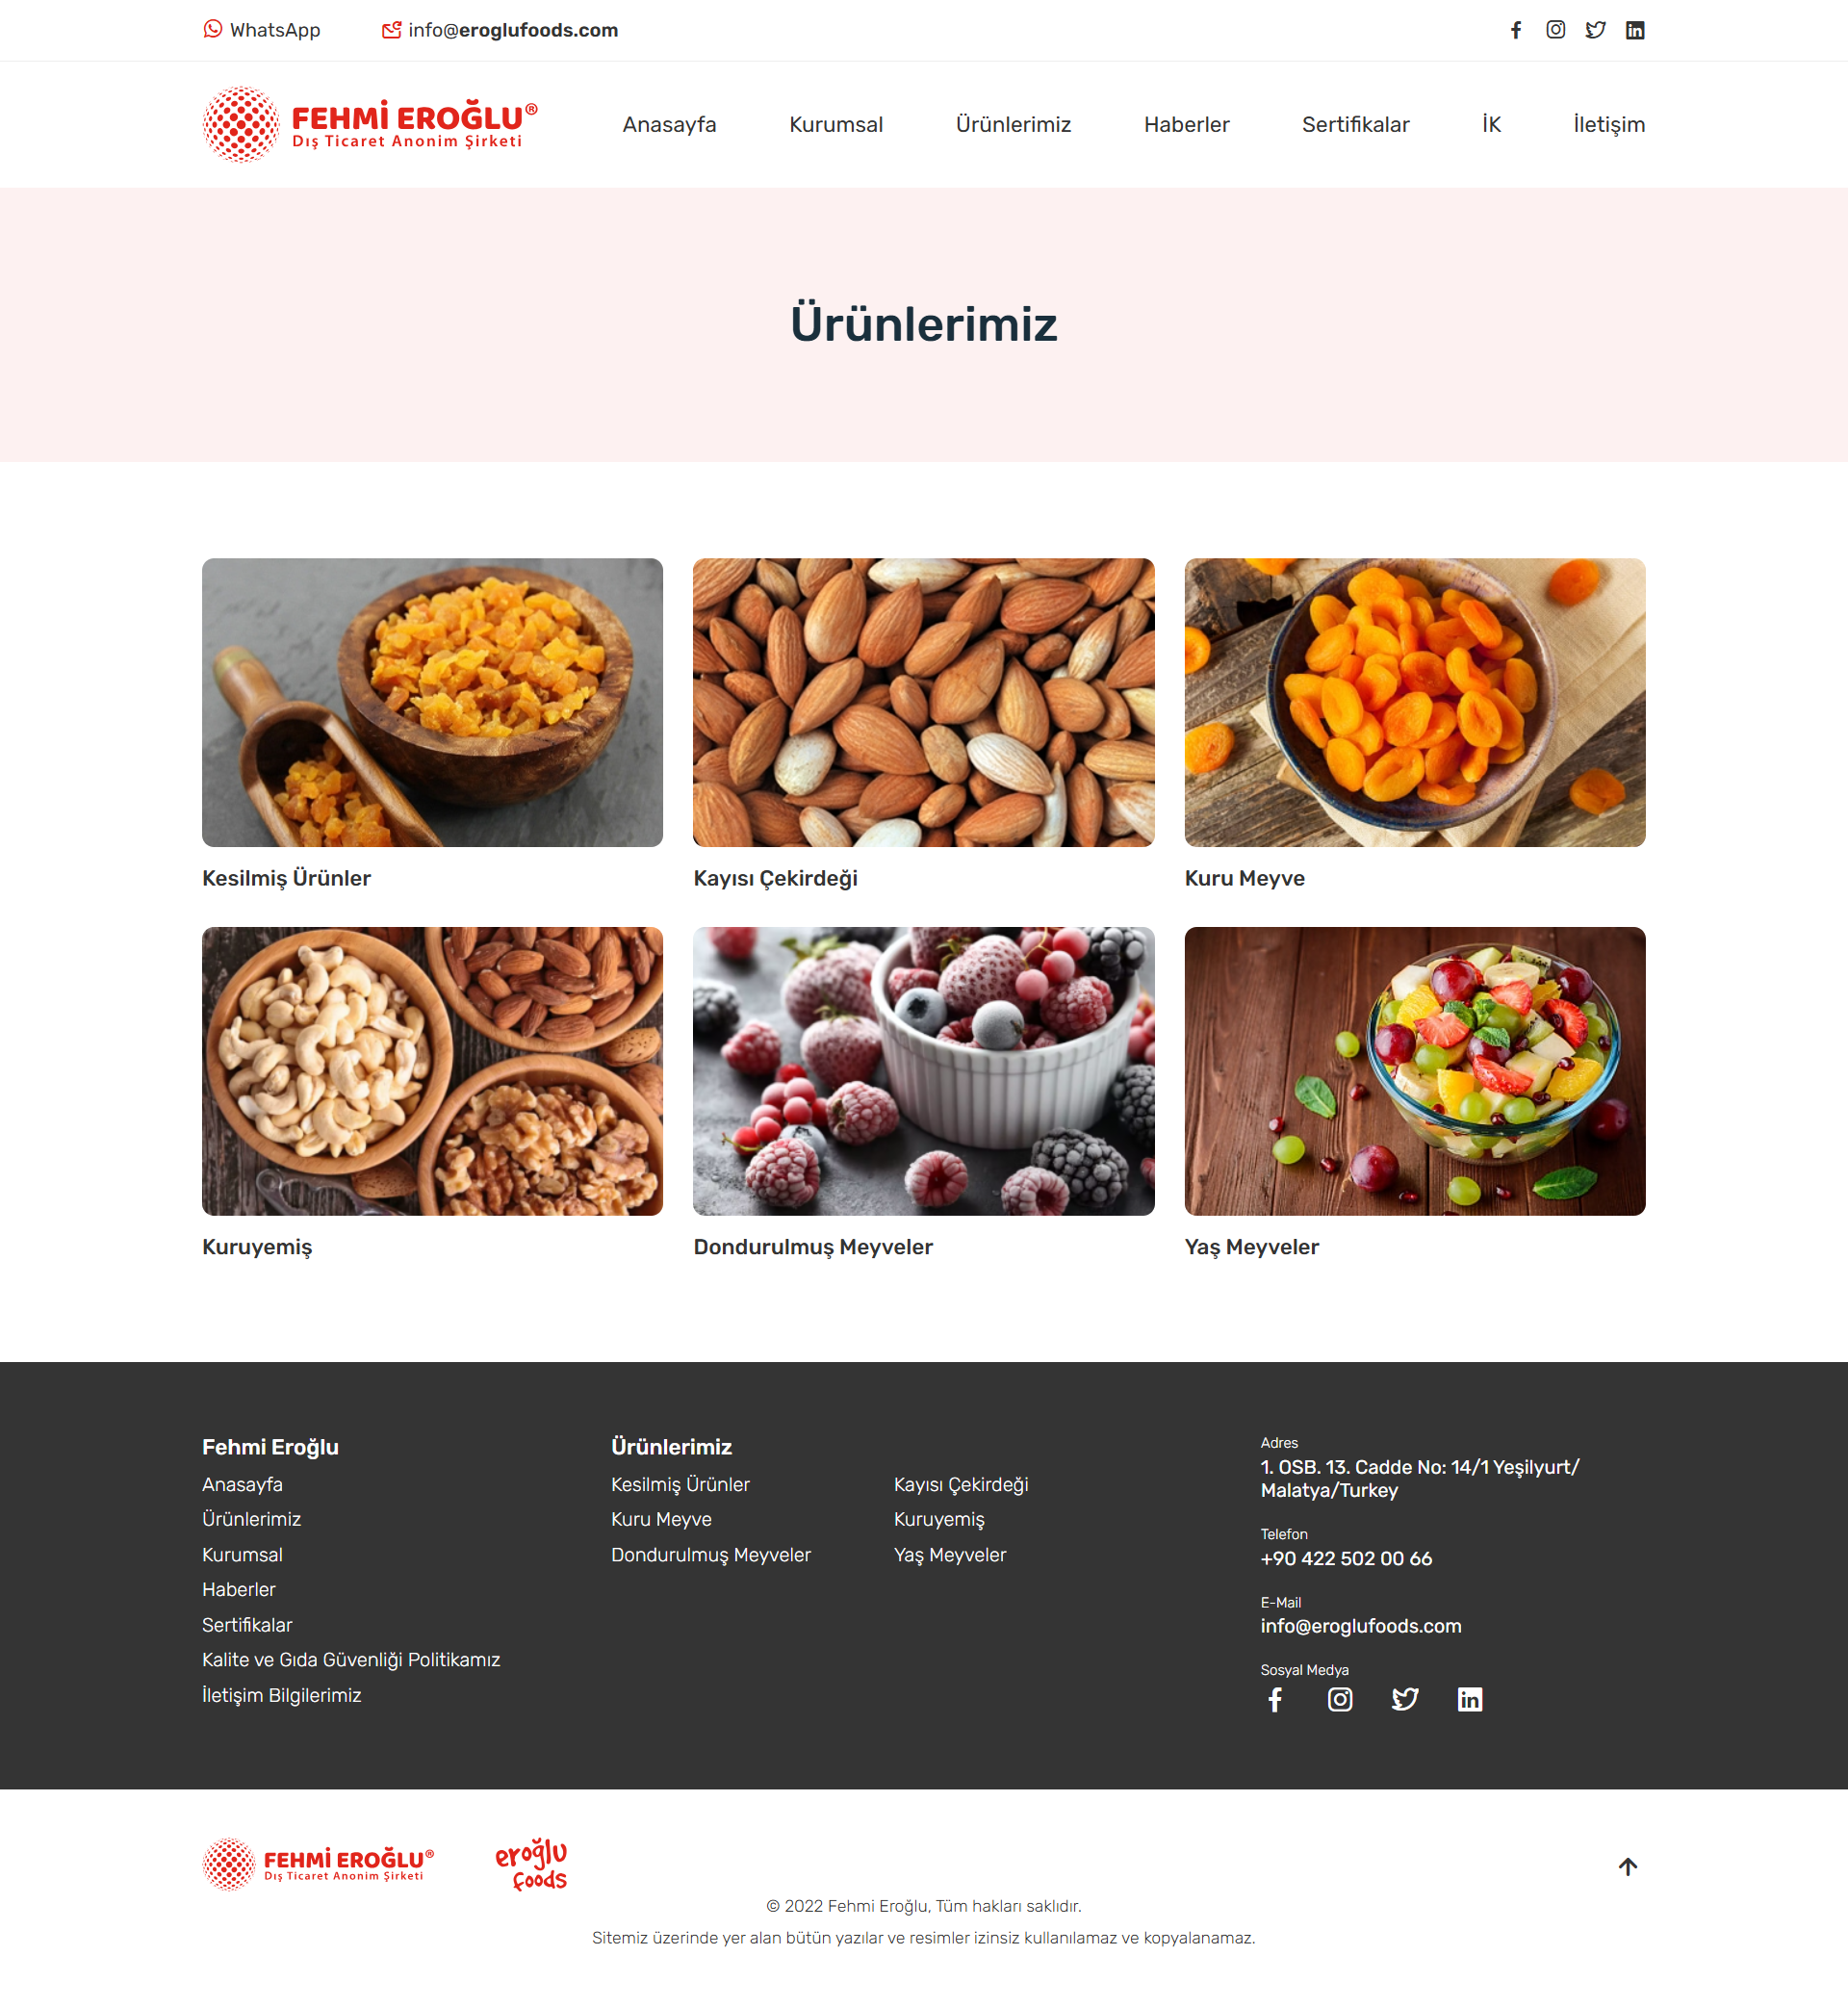 WhatsApp
info@eroglufoods.com
FEHMİ EROĞLU®
Dış Ticaret Anonim Şirketi
Anasayfa
Kurumsal
Ürünlerimiz
Haberler
Sertifikalar
İK
İletişim
Ürünlerimiz
Kesilmiş Ürünler
Kayısı Çekirdeği
Kuru Meyve
Kuruyemiş
Dondurulmuş Meyveler
Yaş Meyveler
Fehmi Eroğlu
Anasayfa
Ürünlerimiz
Kurumsal
Haberler
Sertifikalar
Kalite ve Gıda Güvenliği Politikamız
İletişim Bilgilerimiz
Ürünlerimiz
Kesilmiş Ürünler
Kuru Meyve
Dondurulmuş Meyveler
Kayısı Çekirdeği
Kuruyemiş
Yaş Meyveler
Adres
1. OSB. 13. Cadde No: 14/1 Yeşilyurt/
Malatya/Turkey
Telefon
+90 422 502 00 66
E-Mail
info@eroglufoods.com
Sosyal Medya
FEHMİ EROĞLU®
Dış Ticaret Anonim Şirketi
eroğlu
foods
© 2022 Fehmi Eroğlu, Tüm hakları saklıdır.
Sitemiz üzerinde yer alan bütün yazılar ve resimler izinsiz kullanılamaz ve kopyalanamaz.